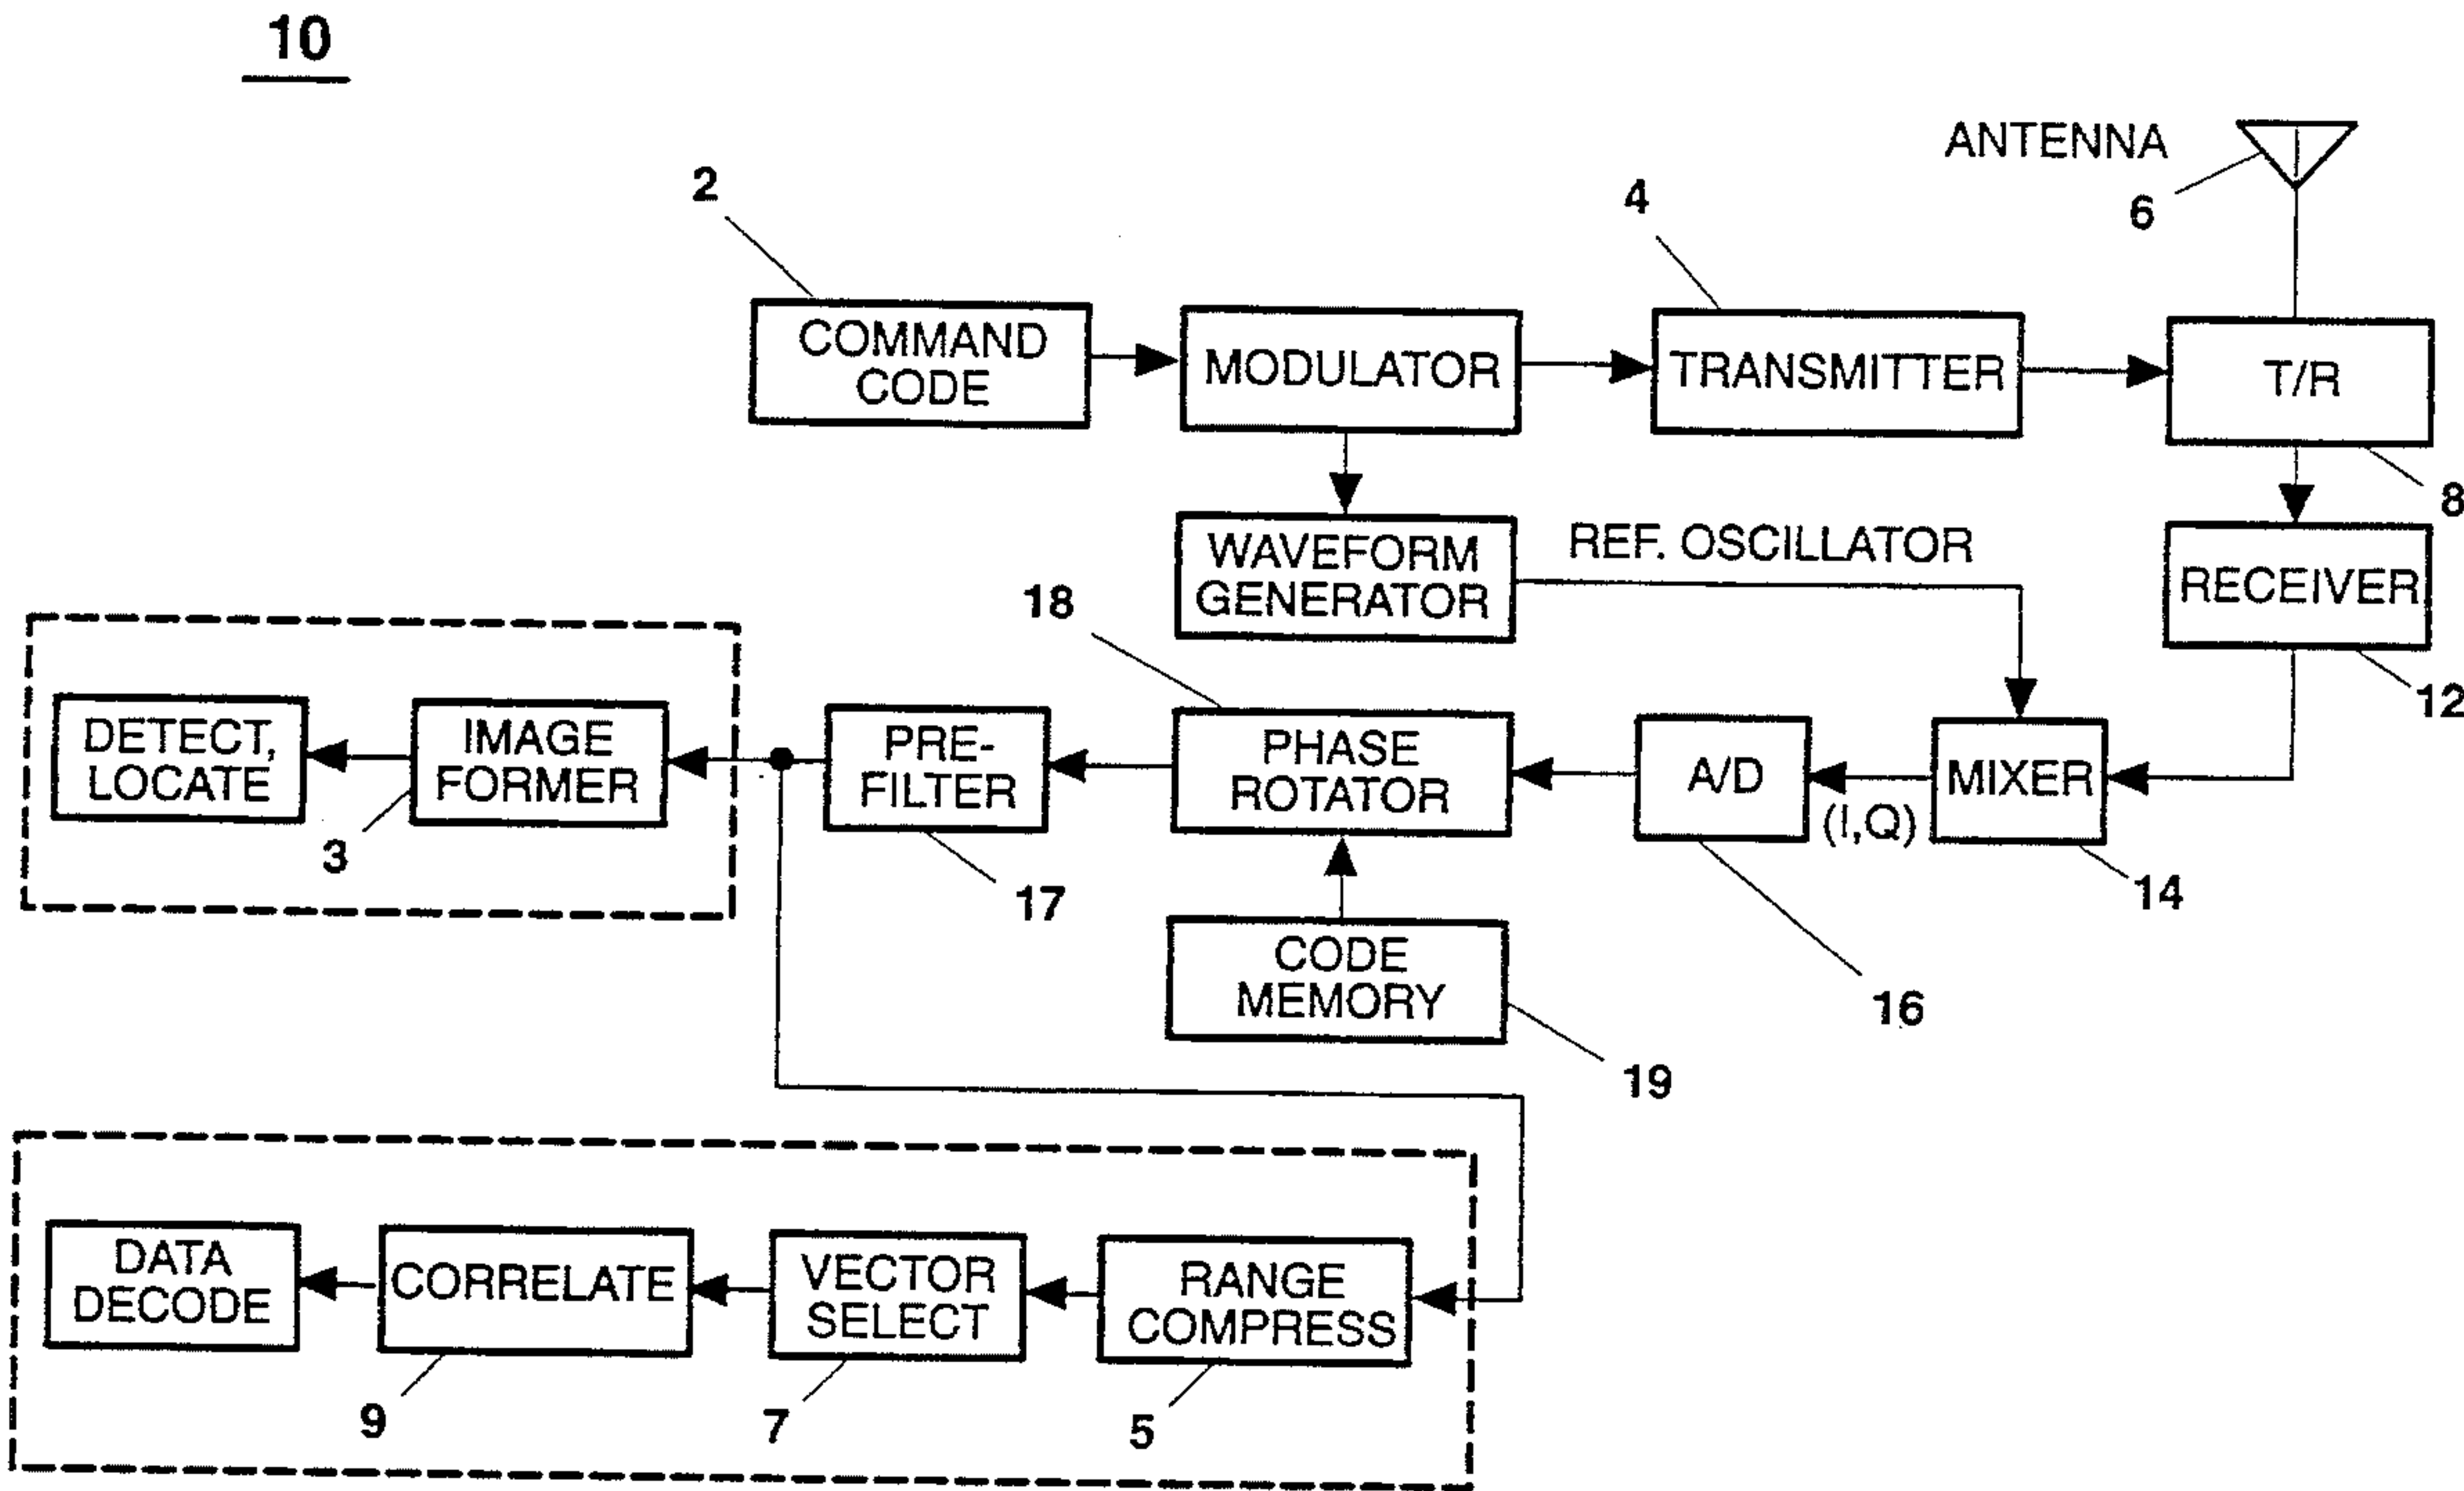 10
ANTENNA
6
2
4
COMMAND
CODE
MODULATOR
TRANSMITTER
T/R
8
WAVEFORM
GENERATOR
REF. OSCILLATOR
RECEIVER
12
18
DETECT,
LOCATE
IMAGE
FORMER
3
PRE-
FILTER
17
PHASE
ROTATOR
A/D
16
(I,Q)
MIXER
14
CODE
MEMORY
19
DATA
DECODE
CORRELATE
9
VECTOR
SELECT
7
RANGE
COMPRESS
5